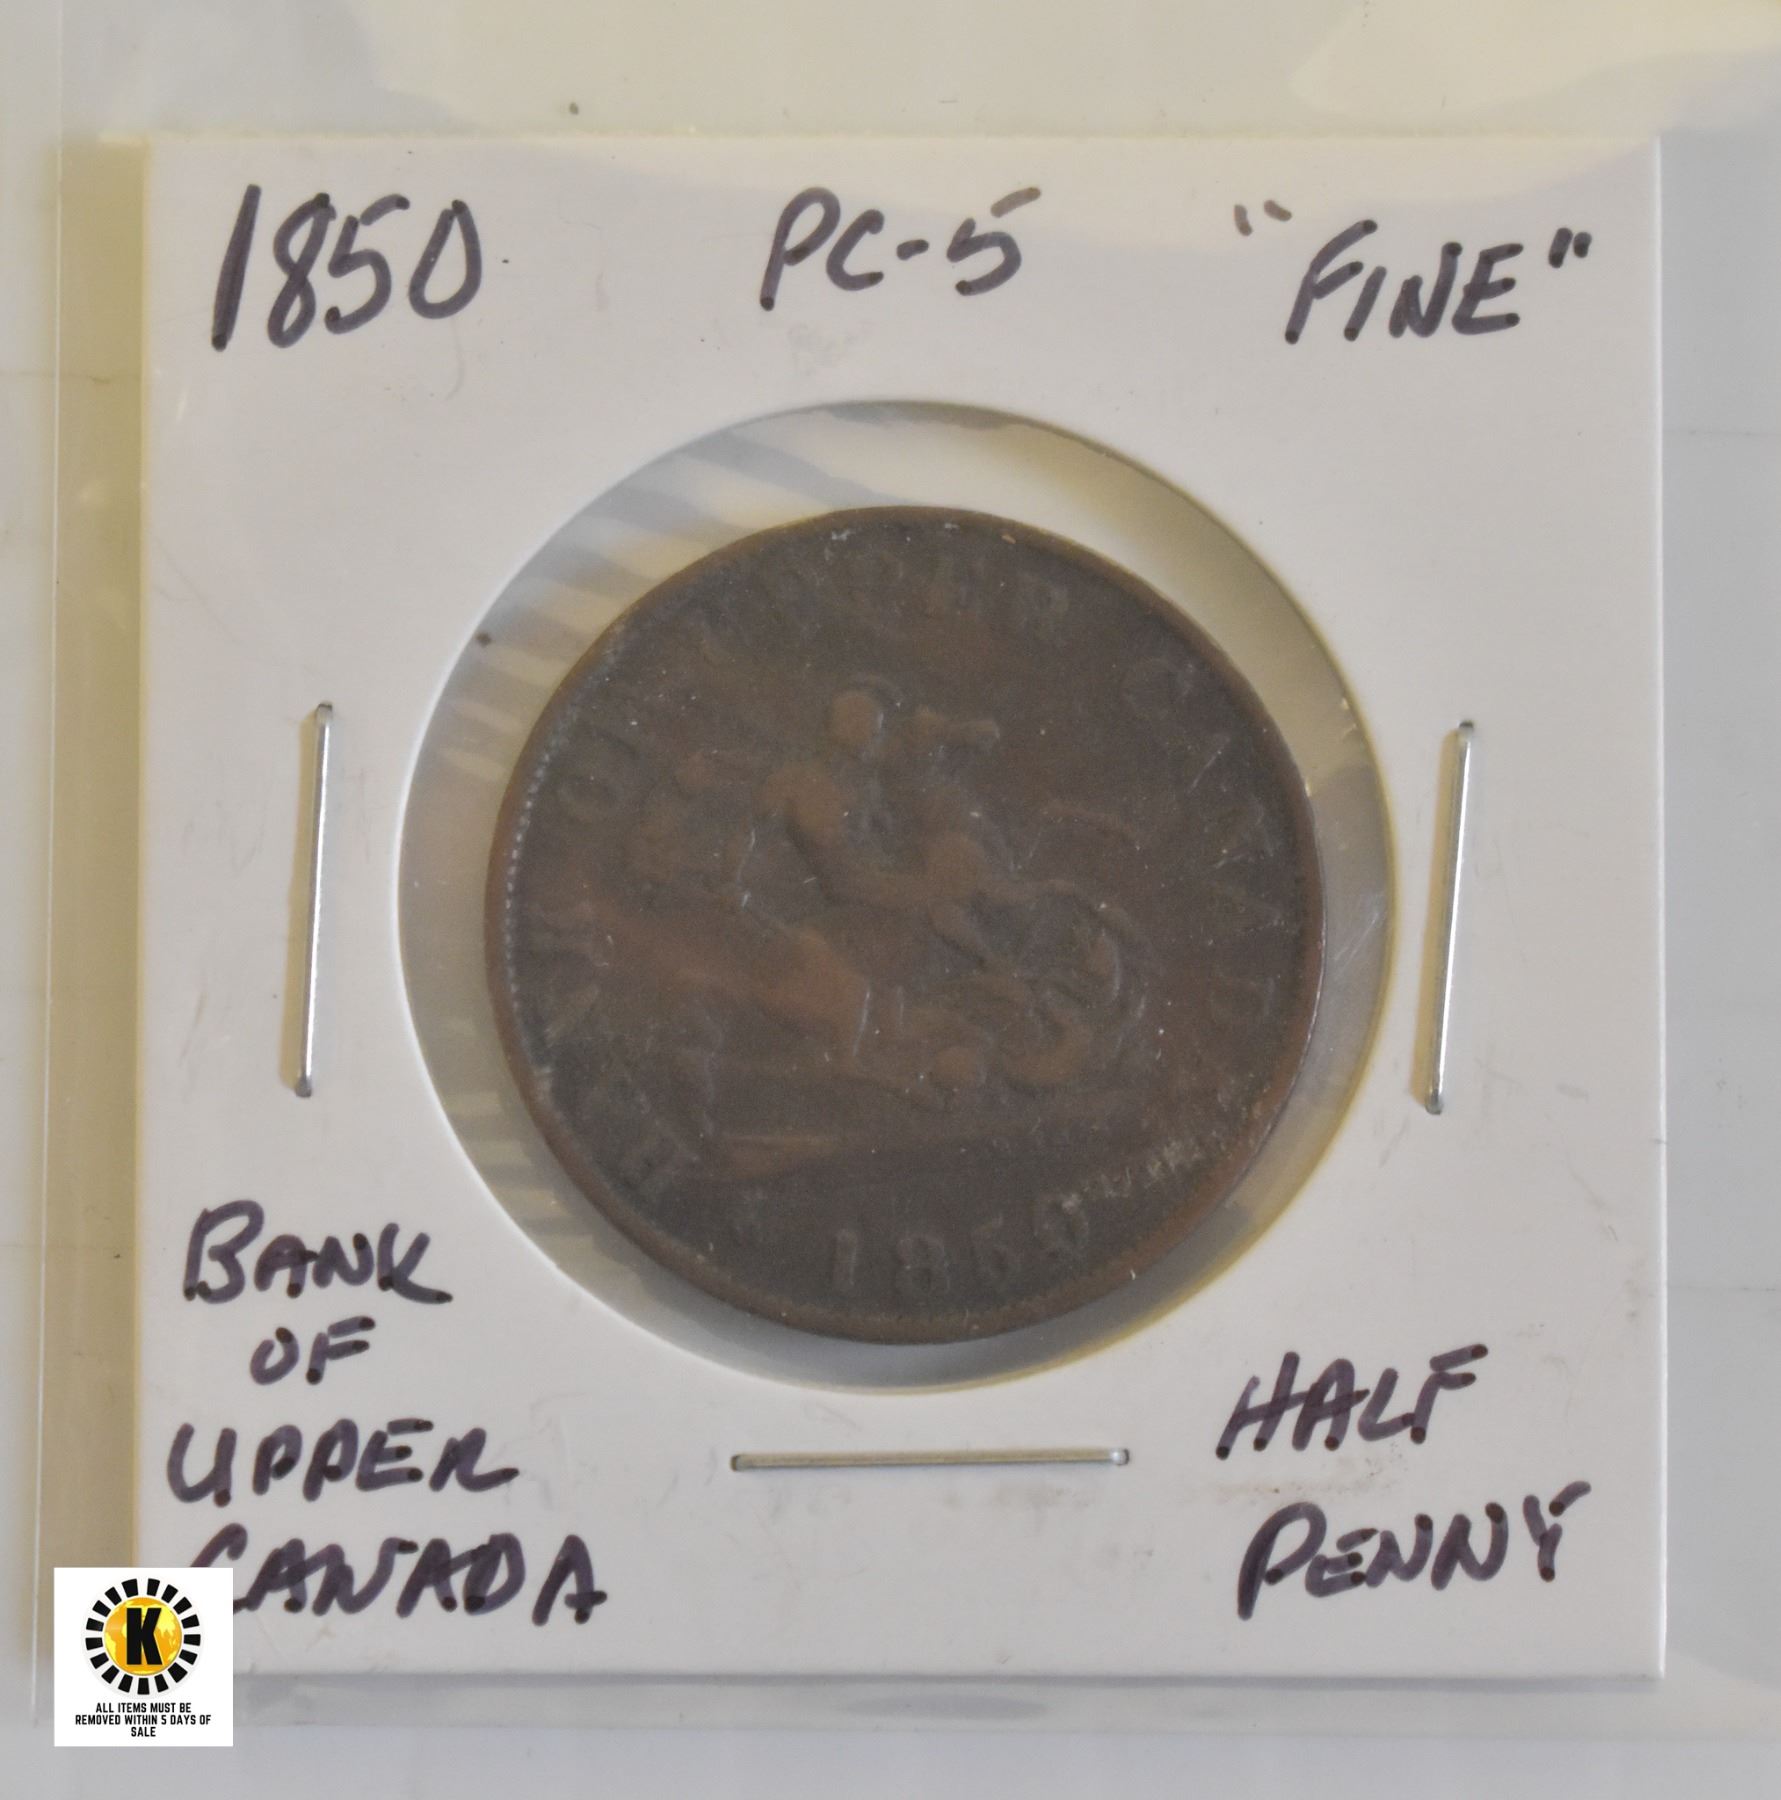 1850 PC-5 "FINE"
1850
BANK
OF
UPPER
CANADA
HALF
PENNY
K
ALL ITEMS MUST BE
REMOVED WITHIN 5 DAYS OF
SALE